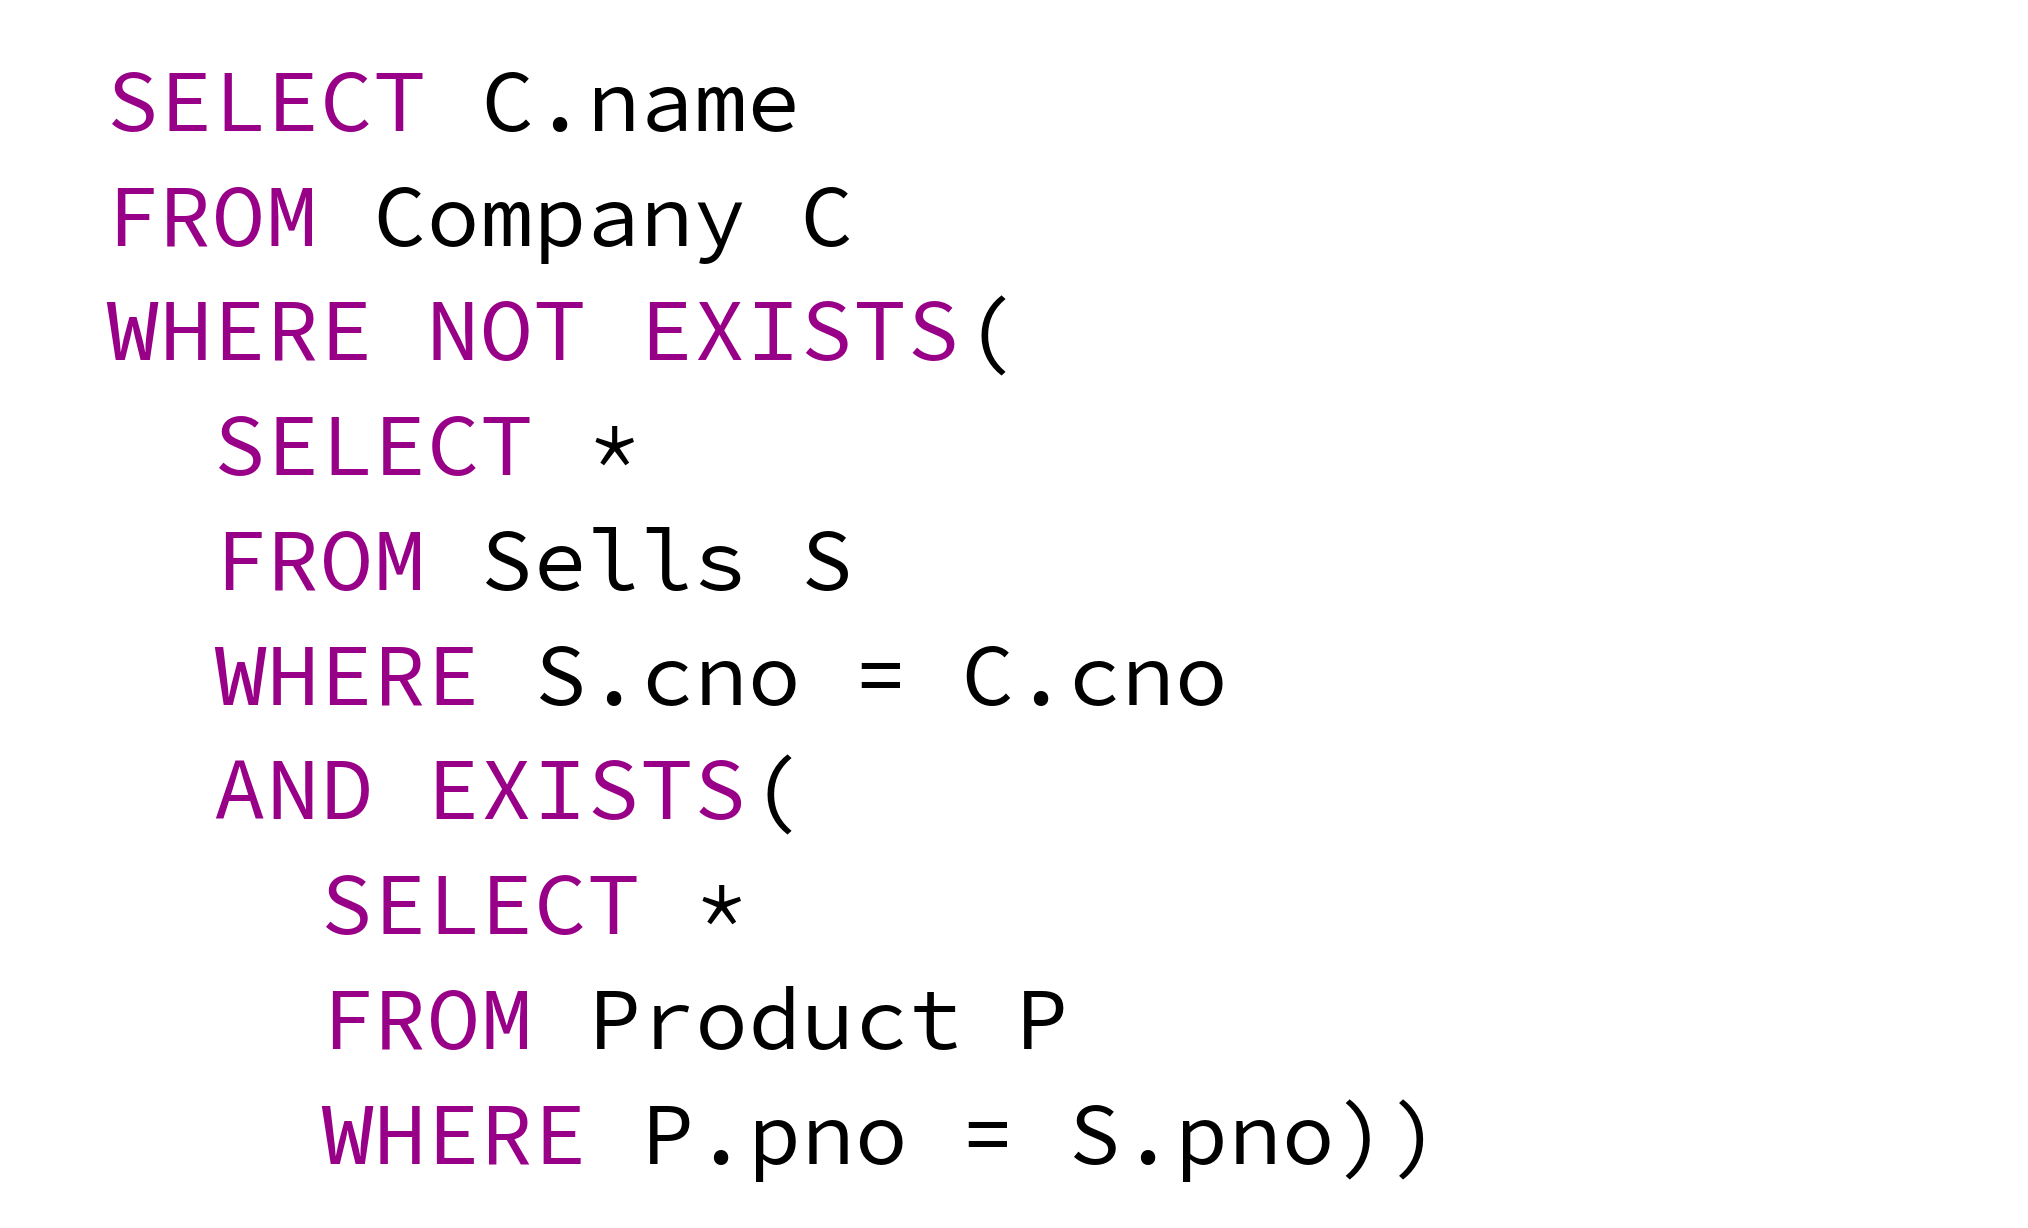 SELECT C.name
FROM Company C
WHERE NOT EXISTS(
  SELECT *
  FROM Sells S
  WHERE S.cno = C.cno
  AND EXISTS(
    SELECT *
    FROM Product P
    WHERE P.pno = S.pno))